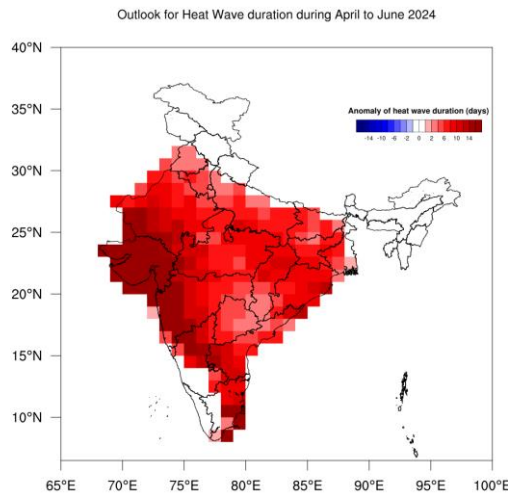 Outlook for Heat Wave duration during April to June 2024
40°N
Anomaly of heat wave duration (days)
-14 -10 -6 -2 0 2 6 10 14
35°N
30°N
25°N
20°N
15°N
10°N
65°E 70°E 75°E 80°E 85°E 90°E 95°E 100°E